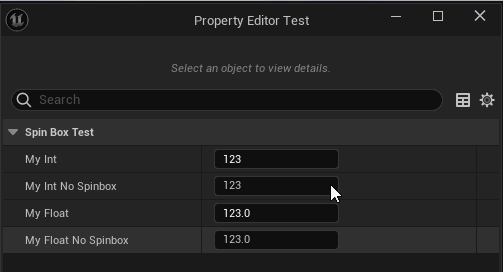 Property Editor Test
Select an object to view details.
Search
Spin Box Test
My Int 123
My Int No Spinbox 123
My Float 123.0
My Float No Spinbox 123.0